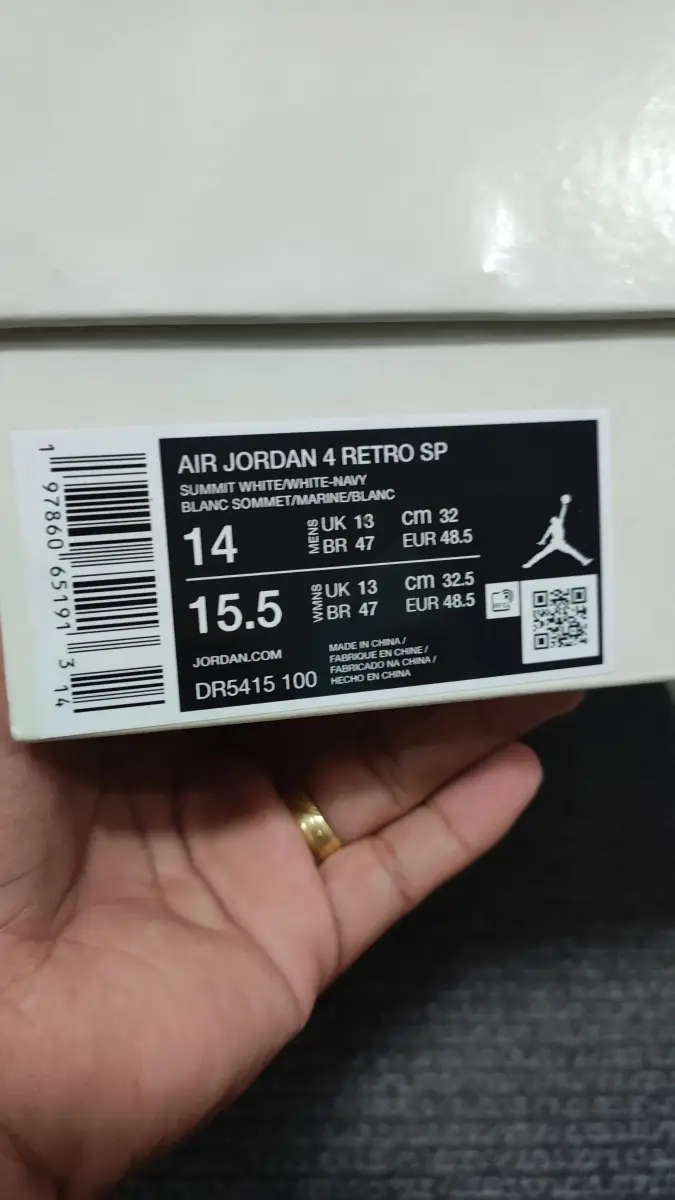 AIR JORDAN 4 RETRO SP
SUMMIT WHITE/WHITE-NAVY
BLANC SOMMET/MARINE/BLANC
14
MENS
UK 13 cm 32
BR 47 EUR 48.5
15.5
WMNS
UK 13 cm 32.5
BR 47 EUR 48.5
JORDAN.COM
DR5415 100
MADE IN CHINA /
FABRIQUE EN CHINE /
FABRICADO NA CHINA /
HECHO EN CHINA
1 97860 65191 3 14